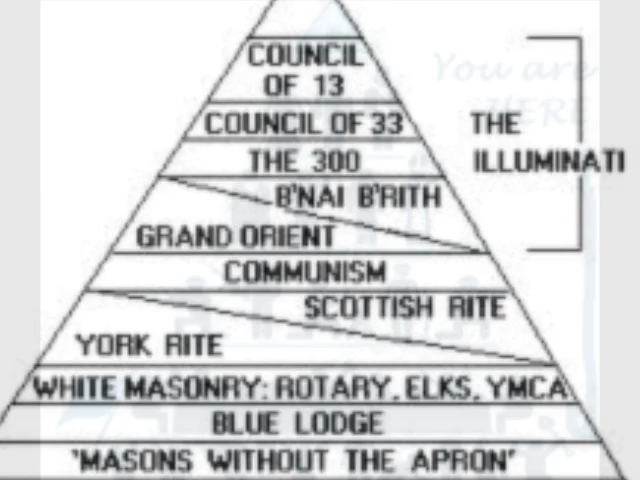 COUNCIL
OF 13
COUNCIL OF 33
THE 300
B'NAI B'RITH
GRAND ORIENT
COMMUNISM
SCOTTISH RITE
YORK RITE
WHITE MASONRY: ROTARY, ELKS, YMCA
BLUE LODGE
'MASONS WITHOUT THE APRON'
THE
ILLUMINATI
You are
HERE